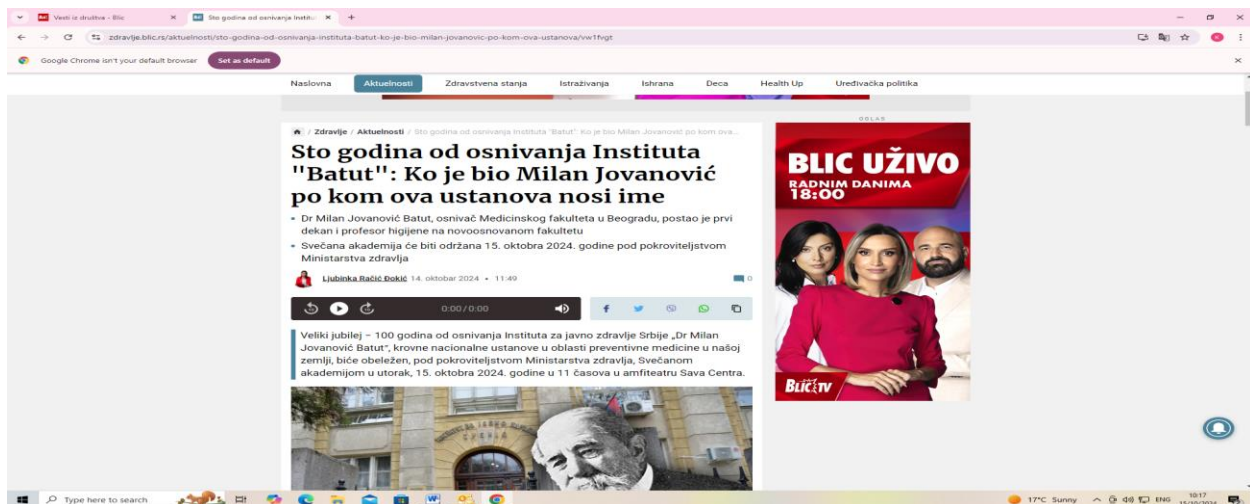 Vesti iz društva - Blic
Sto godina od osnivanja Institu
zdravlje.blic.rs/aktuelnosti/sto-godina-od-osnivanja-instituta-batut-ko-je-bio-milan-jovanovic-po-kom-ova-ustanova/vw1fvgt
Google Chrome isn't your default browser Set as default
Naslovna Aktuelnosti Zdravstvena stanja Istraživanja Ishrana Deca Health Up Uređivačka politika
OGLAS
/ Zdravlje / Aktuelnosti / Sto godina od osnivanja Instituta "Batut": Ko je bio Milan Jovanović po kom ova...
Sto godina od osnivanja Instituta
"Batut": Ko je bio Milan Jovanović
po kom ova ustanova nosi ime
• Dr Milan Jovanović Batut, osnivač Medicinskog fakulteta u Beogradu, postao je prvi
dekan i profesor higijene na novoosnovanom fakultetu
• Svečana akademija će biti održana 15. oktobra 2024. godine pod pokroviteljstvom
Ministarstva zdravlja
Ljubinka Račić Đokić 14. oktobar 2024 • 11:49
0
0:00 / 0:00
Veliki jubilej – 100 godina od osnivanja Instituta za javno zdravlje Srbije „Dr Milan
Jovanović Batut“, krovne nacionalne ustanove u oblasti preventivne medicine u našoj
zemlji, biće obeležen, pod pokroviteljstvom Ministarstva zdravlja, Svečanom
akademijom u utorak, 15. oktobra 2024. godine u 11 časova u amfiteatru Sava Centra.
BLIC UŽIVO
RADNIM DANIMA
18:00
BLIC TV
Type here to search
17°C Sunny
ENG
10:17
15/10/2024